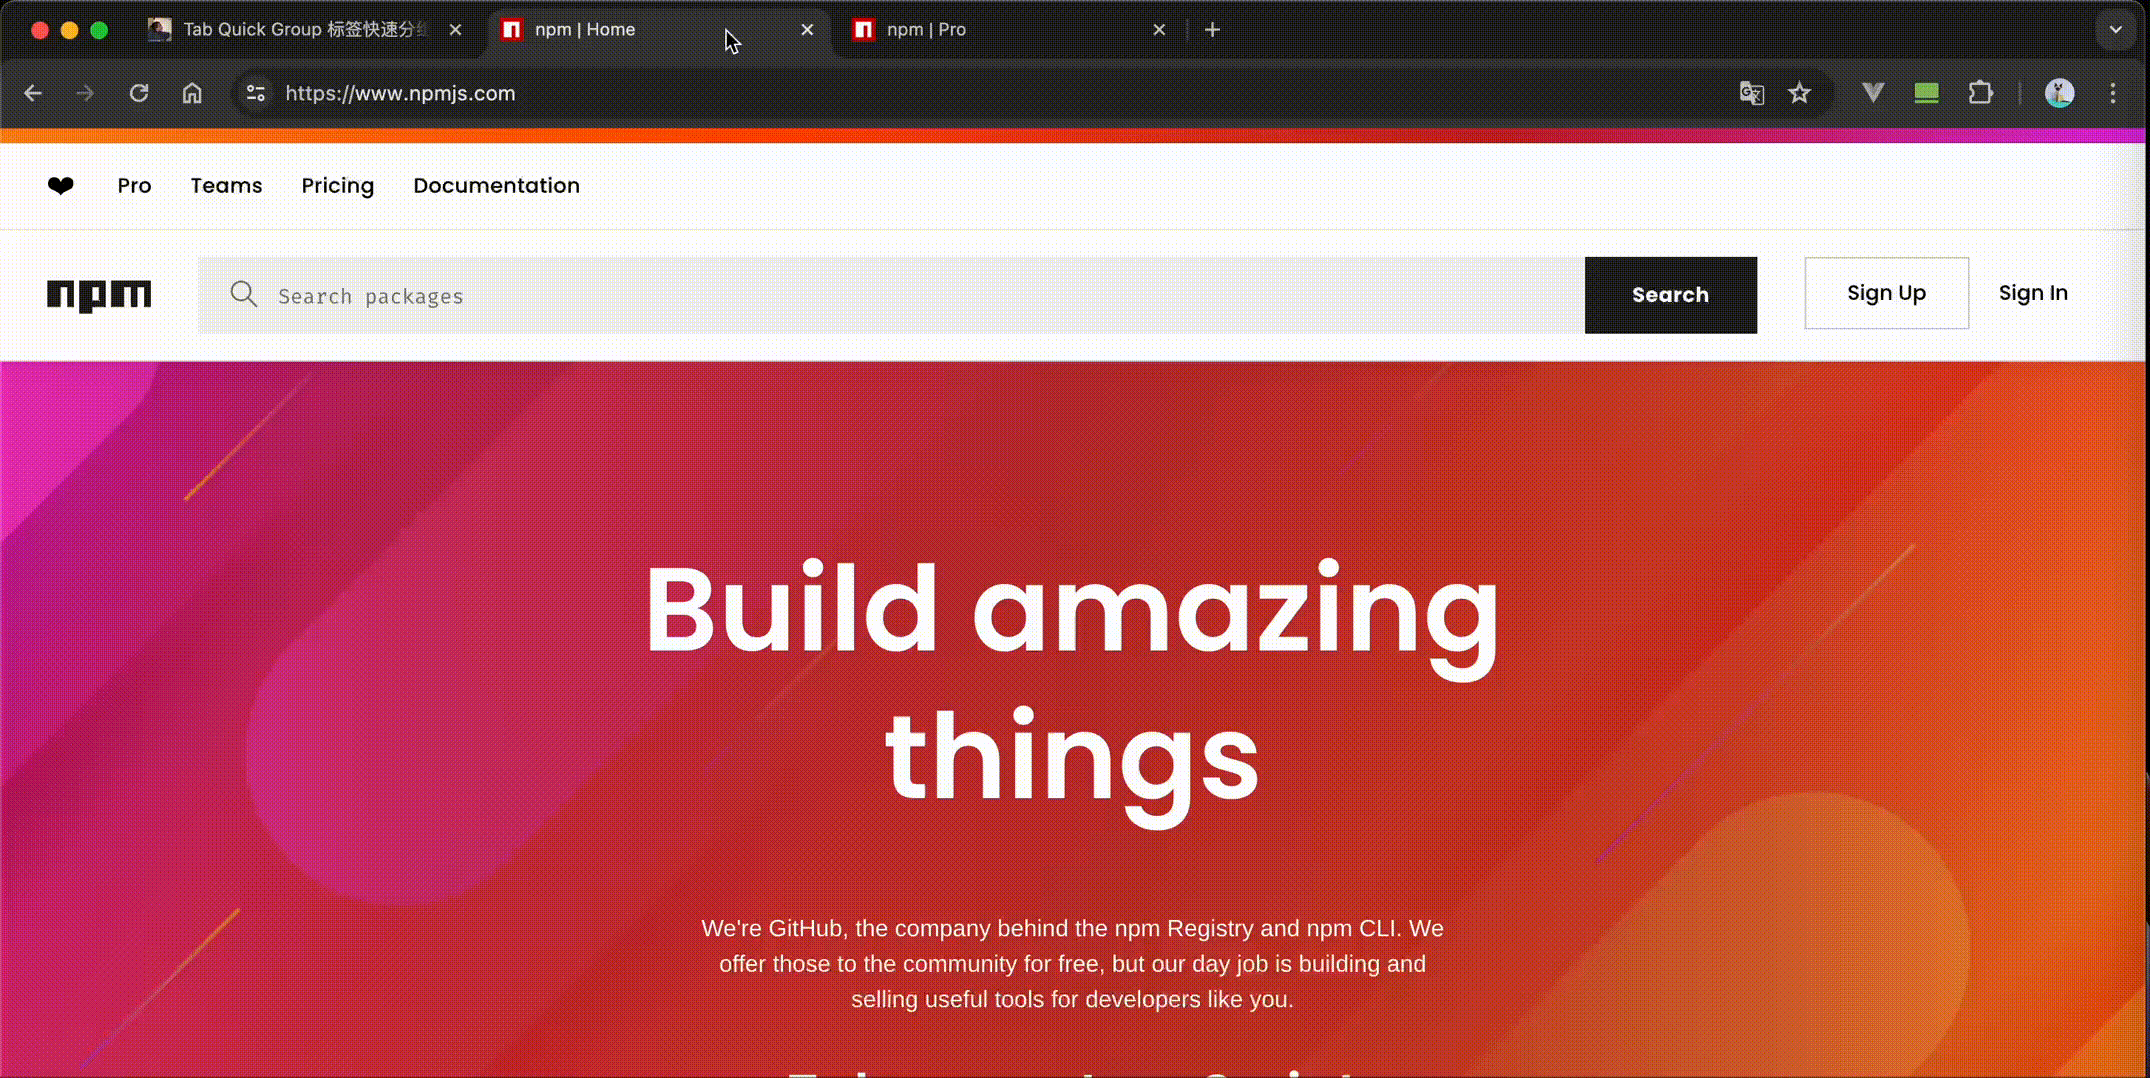 Tab Quick Group 标签快速分
npm | Home
npm | Pro
https://www.npmjs.com
Pro
Teams
Pricing
Documentation
npm
Search packages
Search
Sign Up
Sign In
Build amazing
things
We're GitHub, the company behind the npm Registry and npm CLI. We
offer those to the community for free, but our day job is building and
selling useful tools for developers like you.